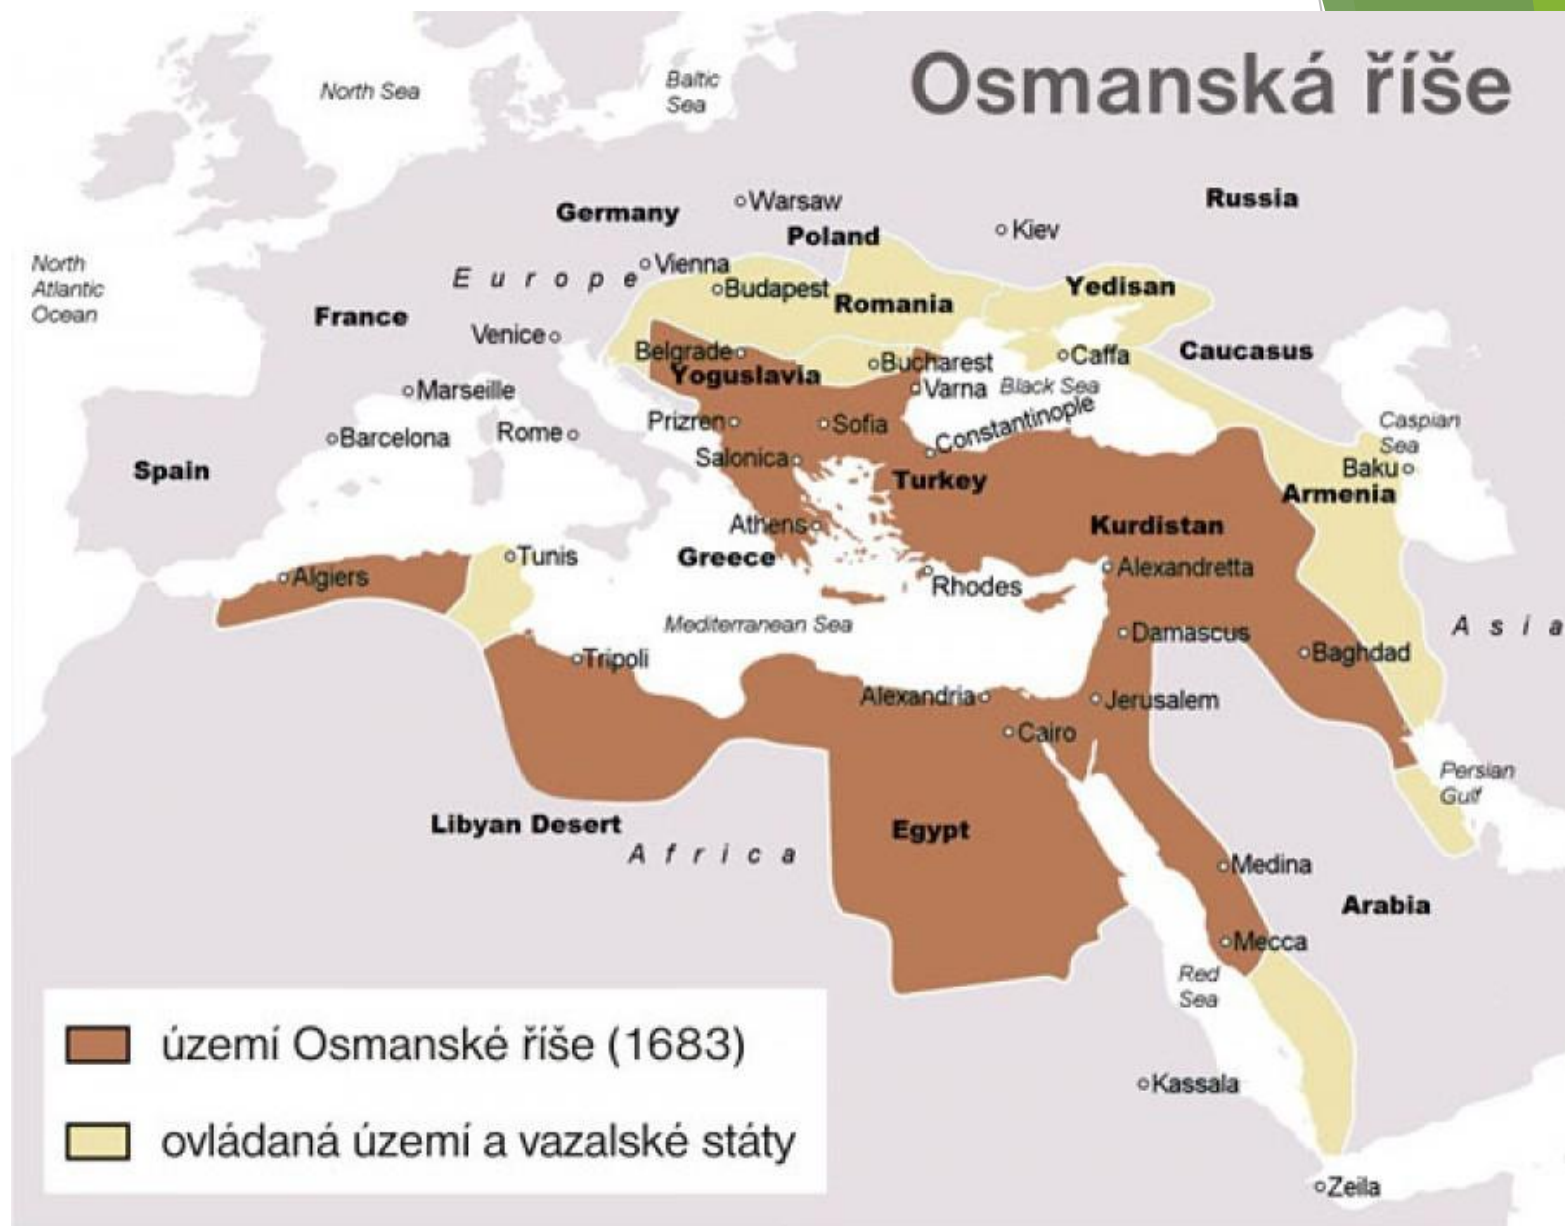 Osmanská říše
North Sea
Baltic
Sea
Russia
Warsaw
Germany
Poland
Kiev
North
Atlantic
Ocean
Europe
Vienna
Budapest
Romania
Yedisan
France
Venice
Belgrade
Yoguslavia
Bucharest
Caffa
Caucasus
Marseille
Varna
Black Sea
Constantinople
Caspian
Sea
Barcelona
Rome
Prizren
Sofia
Spain
Salonica
Turkey
Baku
Armenia
Athens
Kurdistan
Greece
Tunis
Algiers
Rhodes
Alexandretta
Mediterranean Sea
Damascus
Asia
Tripoli
Baghdad
Alexandria
Jerusalem
Cairo
Persian
Gulf
Libyan Desert
Africa
Egypt
Medina
Arabia
Mecca
Red
Sea
Kassala
Zeila
území Osmanské říše (1683)
ovládaná území a vazalské státy